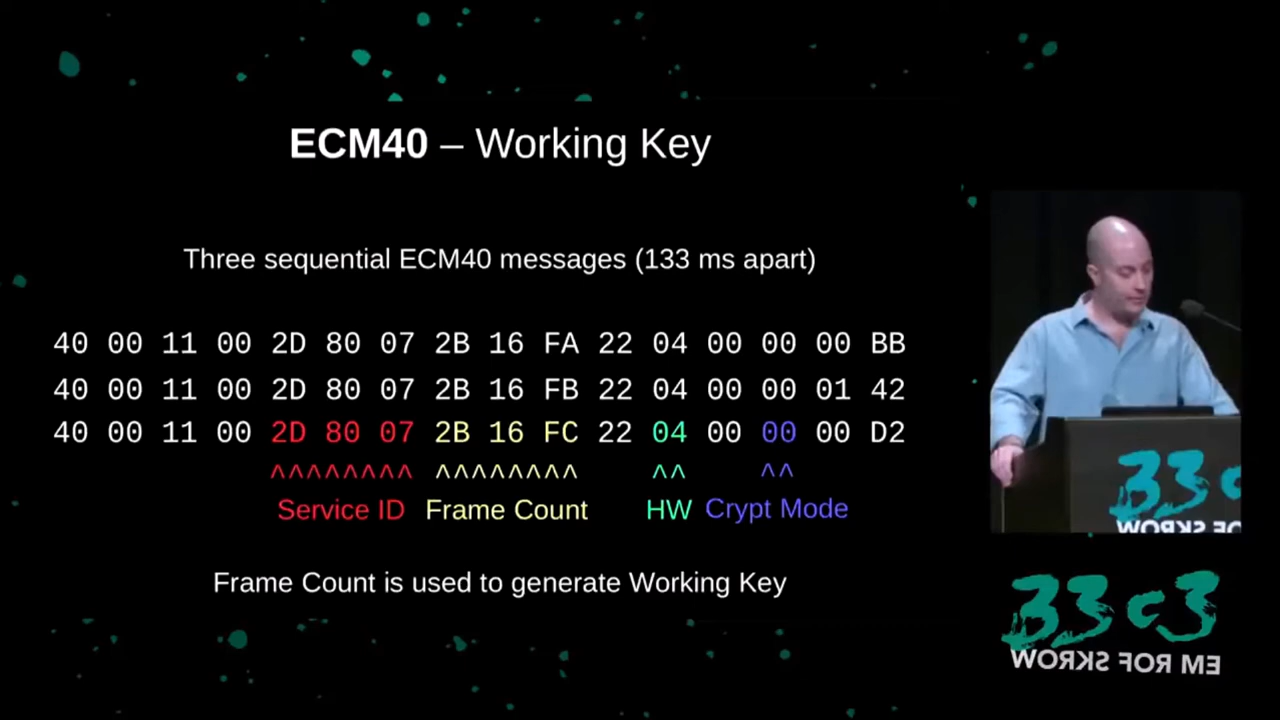 ECM40 – Working Key
Three sequential ECM40 messages (133 ms apart)
40 00 11 00 2D 80 07 2B 16 FA 22 04 00 00 00 BB
40 00 11 00 2D 80 07 2B 16 FB 22 04 00 00 01 42
40 00 11 00 2D 80 07 2B 16 FC 22 04 00 00 00 D2
^^^^^^^^ ^^^^^^^^ ^^ ^^
Service ID Frame Count HW Crypt Mode
Frame Count is used to generate Working Key
33c3
WORKS FOR ME
33c
WORKS FO